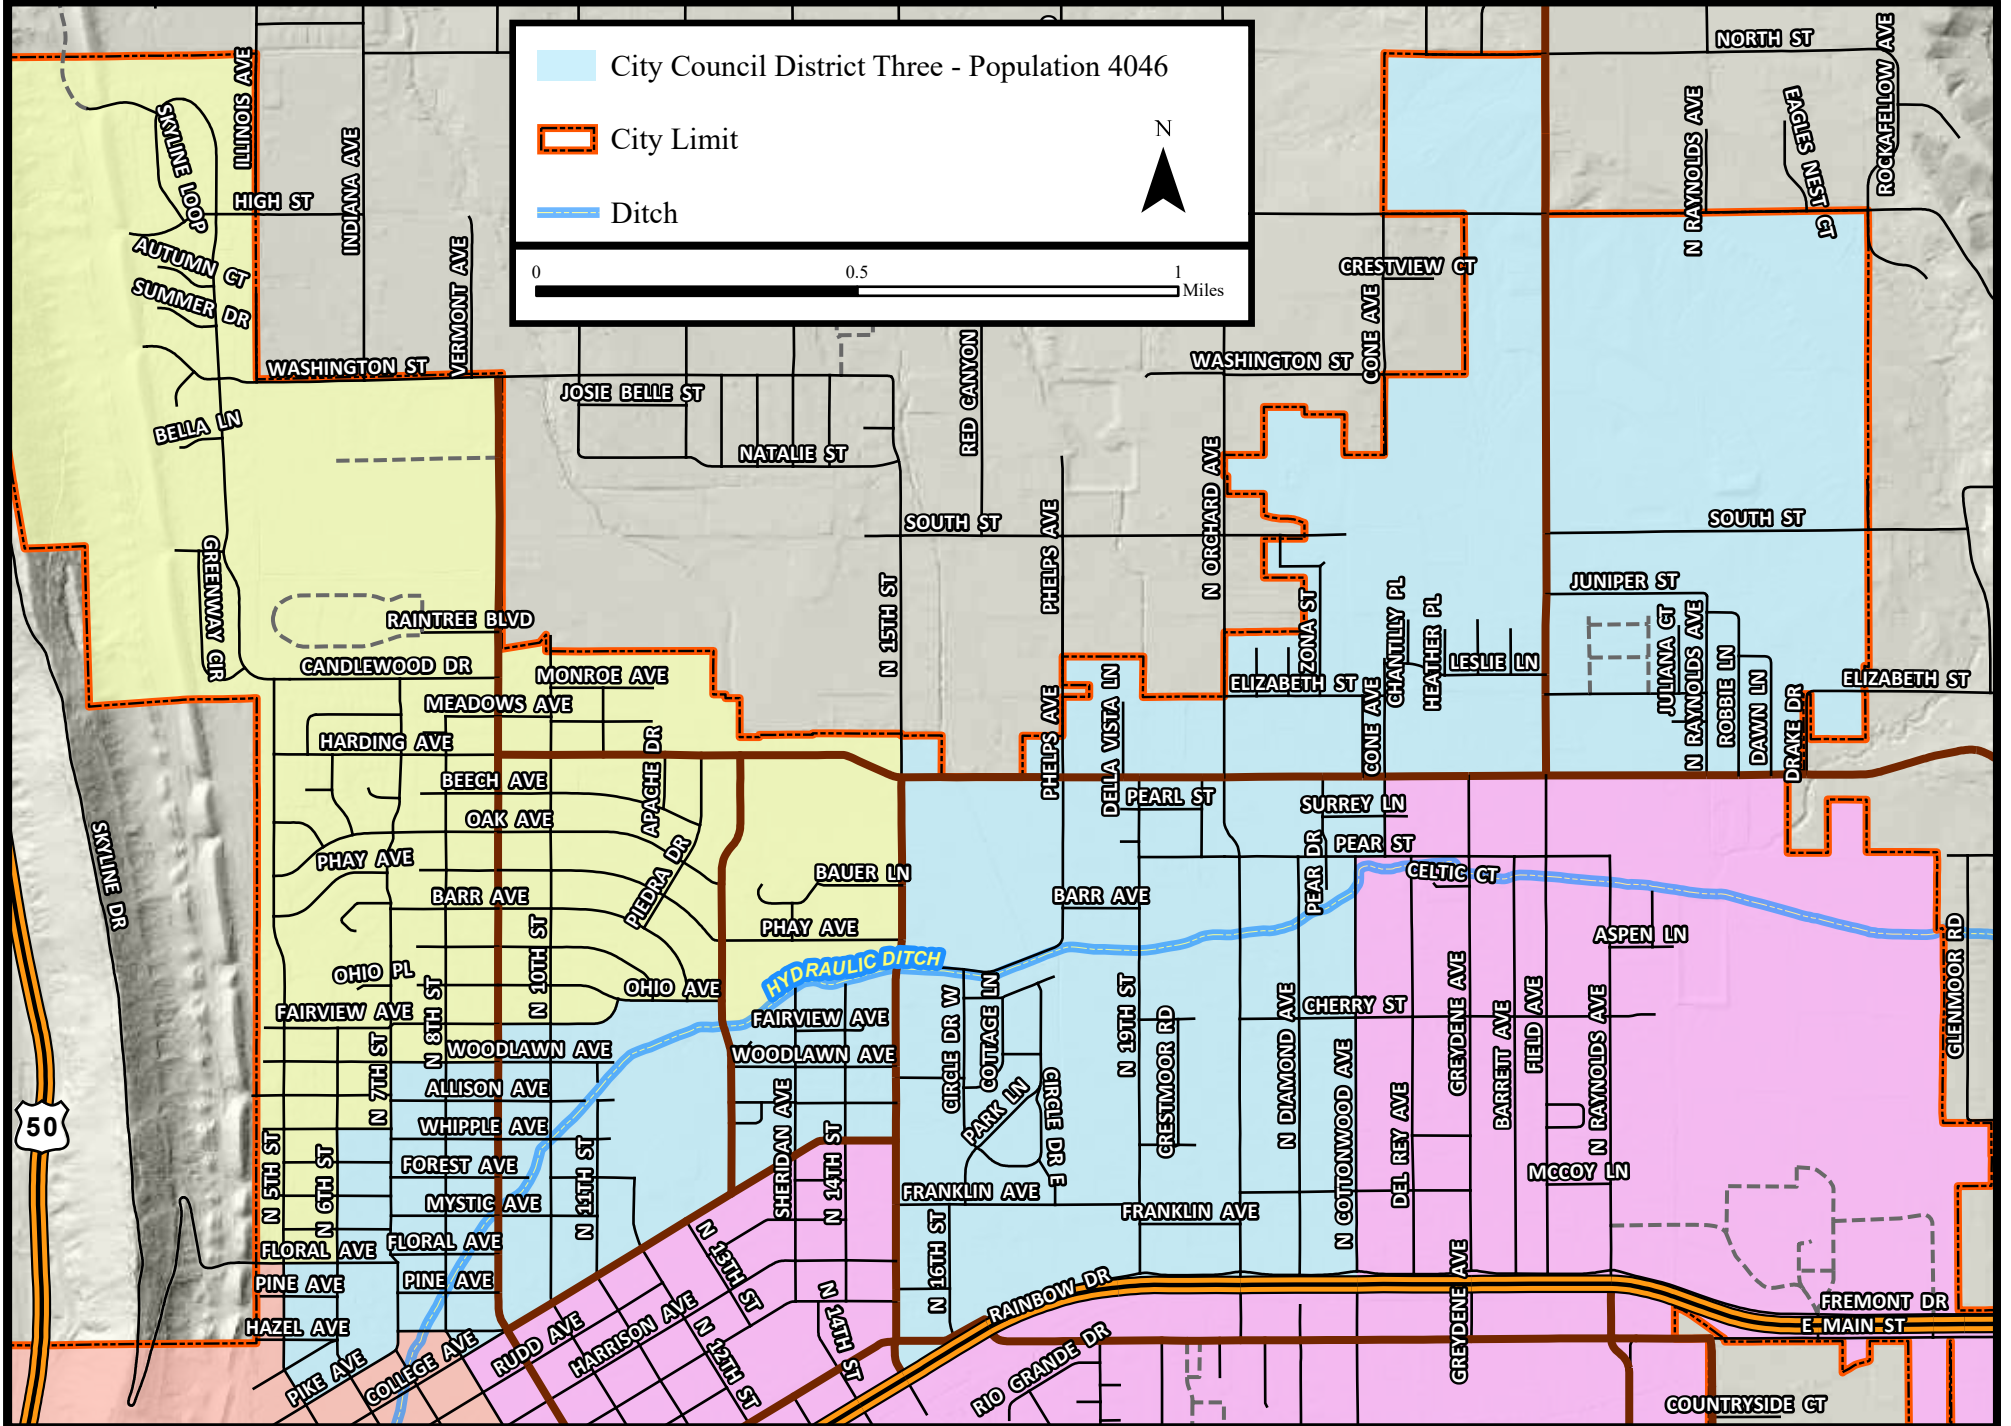 City Council District Three - Population 4046
City Limit
N
Ditch
0
0.5
1
Miles
NORTH ST
ILLINOIS AVE
INDIANA AVE
SKYLINE LOOP
HIGH ST
VERMONT AVE
AUTUMN CT
SUMMER DR
N RAYNOLDS AVE
EAGLES NEST CT
ROCKAFELLOW AVE
CRESTVIEW CT
CONE AVE
WASHINGTON ST
WASHINGTON ST
JOSIE BELLE ST
RED CANYON
BELLA LN
NATALIE ST
N ORCHARD AVE
SOUTH ST
SOUTH ST
PHELPS AVE
GREENWAY CIR
N 15TH ST
JUNIPER ST
RAINTREE BLVD
ZONA ST
CHANTILLY PL
HEATHER PL
LESLIE LN
JULIANA CT
N RAYNOLDS AVE
ROBBIE LN
DAWN LN
DRAKE DR
ELIZABETH ST
CANDLEWOOD DR
MONROE AVE
ELIZABETH ST
MEADOWS AVE
PHELPS AVE
DELLA VISTA LN
CONE AVE
HARDING AVE
APACHE DR
BEECH AVE
PEARL ST
SURREY LN
OAK AVE
PEAR ST
PEAR DR
SKYLINE DR
PHAY AVE
PIEDRA DR
BAUER LN
CELTIC CT
BARR AVE
BARR AVE
PHAY AVE
ASPEN LN
N 10TH ST
HYDRAULIC DITCH
OHIO PL
OHIO AVE
N 8TH ST
FAIRVIEW AVE
FAIRVIEW AVE
CIRCLE DR W
COTTAGE LN
N 19TH ST
CRESTMOOR RD
N DIAMOND AVE
CHERRY ST
GREYDENE AVE
BARRETT AVE
FIELD AVE
N RAYNOLDS AVE
GLENMOOR RD
N 7TH ST
WOODLAWN AVE
WOODLAWN AVE
ALLISON AVE
50
WHIPPLE AVE
SHERIDAN AVE
N 14TH ST
PARK LN
CIRCLE DR E
N COTTONWOOD AVE
DEL REY AVE
N 5TH ST
N 6TH ST
FOREST AVE
N 11TH ST
MCCOY LN
MYSTIC AVE
FRANKLIN AVE
FRANKLIN AVE
FLORAL AVE
FLORAL AVE
N 13TH ST
N 16TH ST
PINE AVE
PINE AVE
RAINBOW DR
GREYDENE AVE
FREMONT DR
E MAIN ST
HAZEL AVE
RUDD AVE
HARRISON AVE
N 12TH ST
N 14TH ST
PIKE AVE
COLLEGE AVE
RIO GRANDE DR
COUNTRYSIDE CT